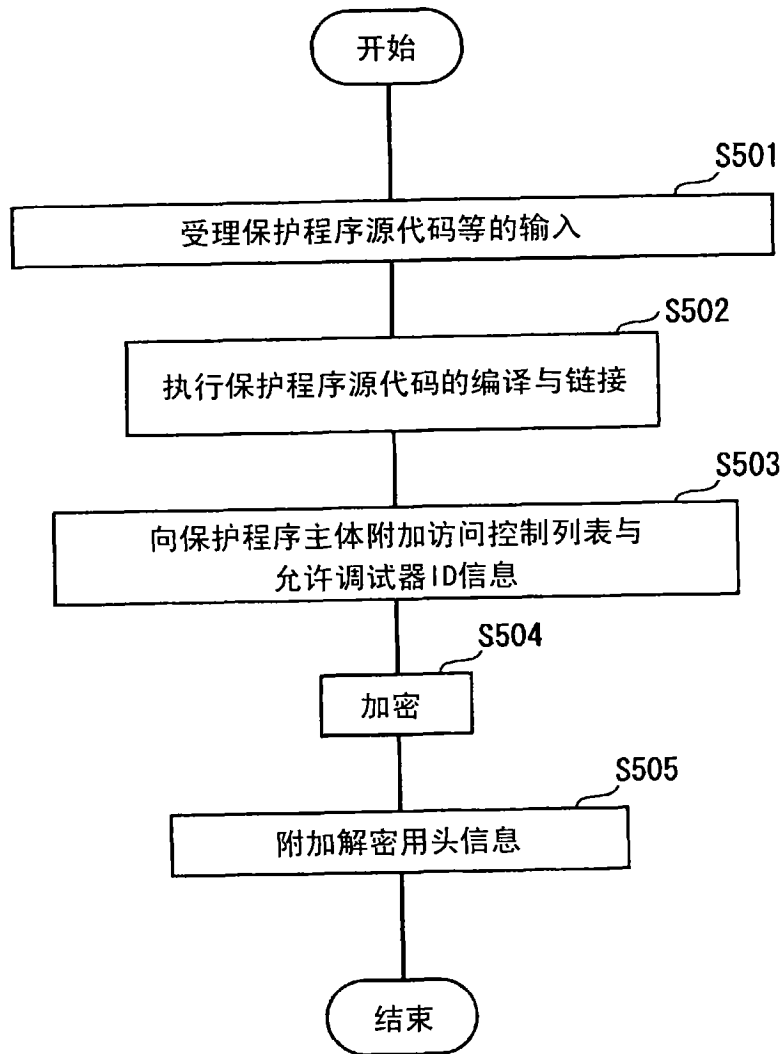 开始
S501
受理保护程序源代码等的输入
S502
执行保护程序源代码的编译与链接
S503
向保护程序主体附加访问控制列表与
允许调试器ID信息
S504
加密
S505
附加解密用头信息
结束